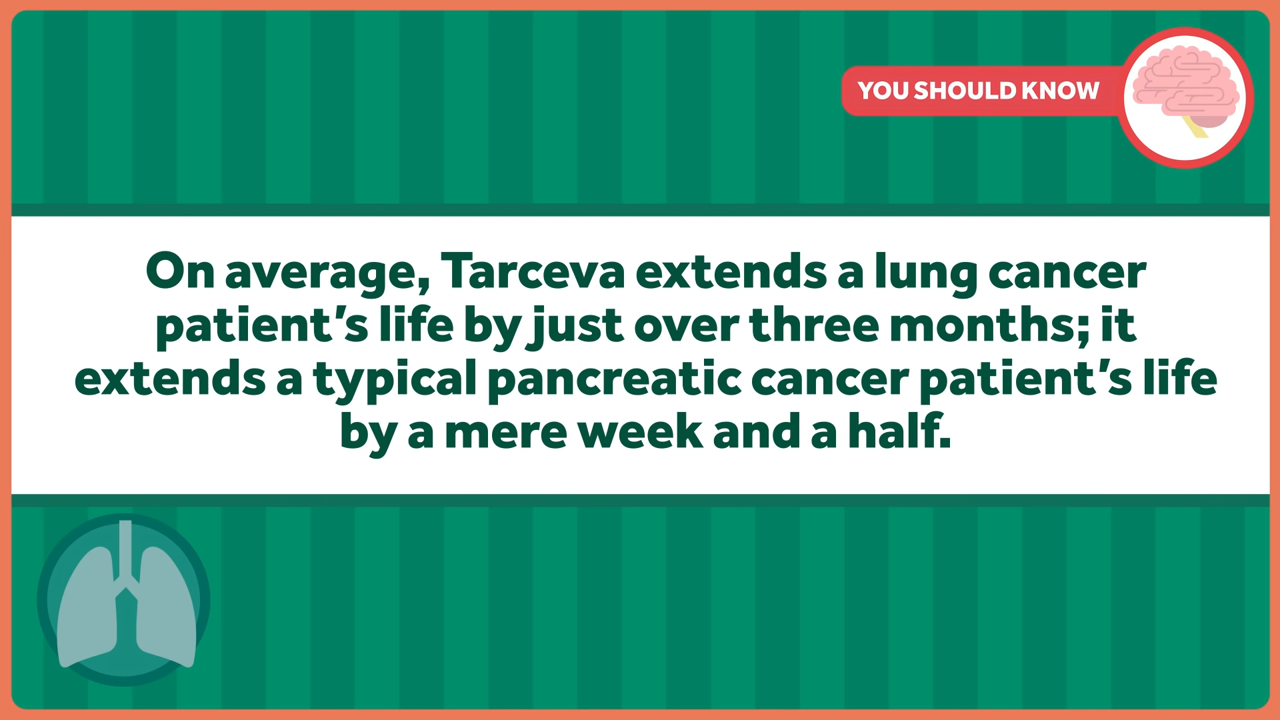 YOU SHOULD KNOW
On average, Tarceva extends a lung cancer
patient’s life by just over three months; it
extends a typical pancreatic cancer patient’s life
by a mere week and a half.